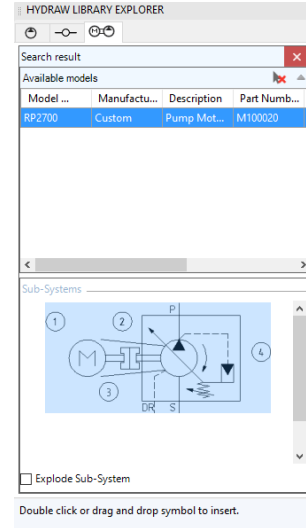 HYDRAW LIBRARY EXPLORER
Search result
Available models
Model ... Manufactu... Description Part Numb...
RP2700 Custom Pump Mot... M100020
Sub-Systems
P
1 2
M 4
3
DR S
Explode Sub-System
Double click or drag and drop symbol to insert.